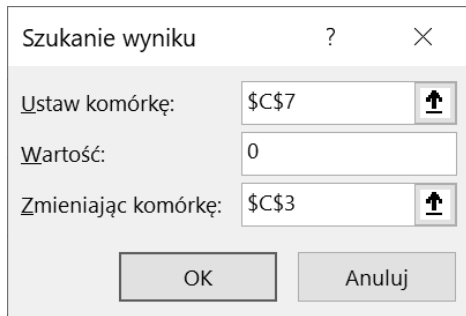 Szukanie wyniku ? ×
Ustaw komórkę: $C$7
Wartość: 0
Zmieniając komórkę: $C$3
OK Anuluj